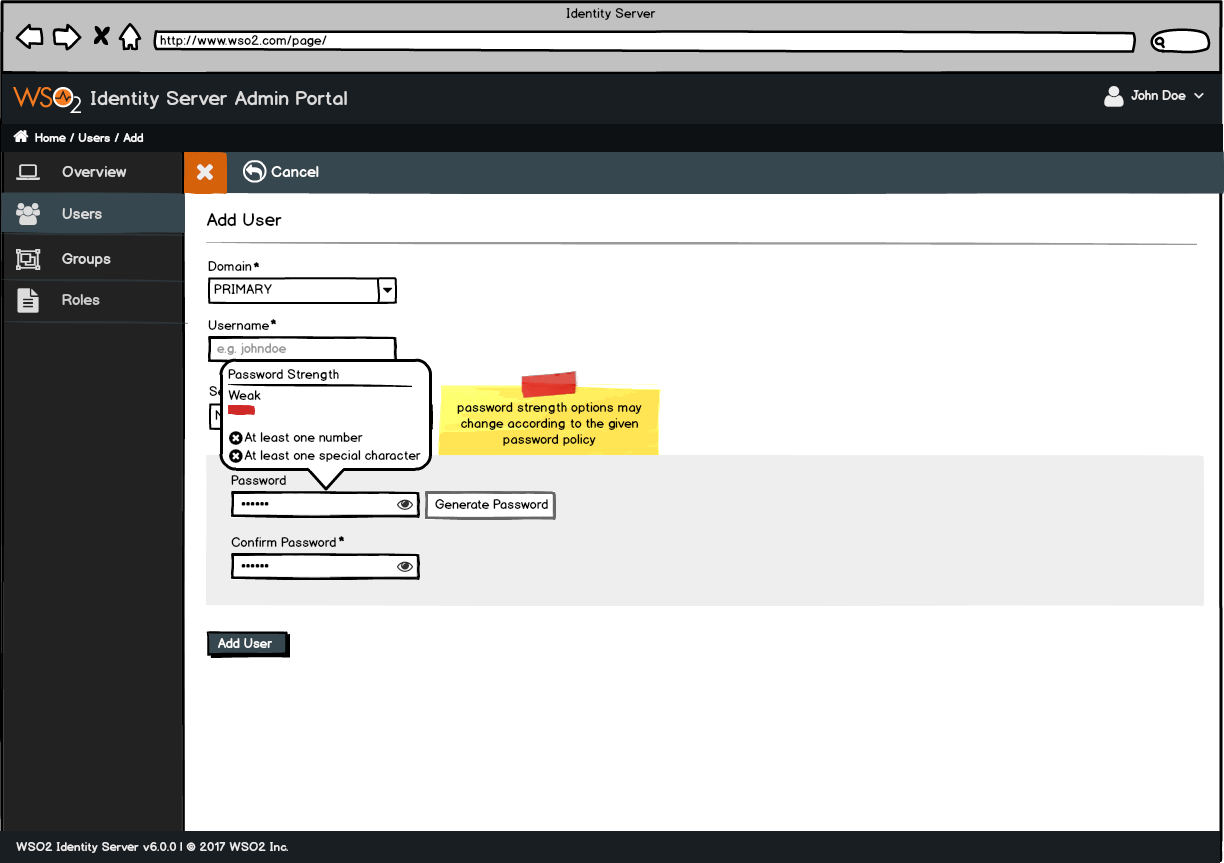 Identity Server
http://www.wso2.com/page/
WSO2 Identity Server Admin Portal
John Doe
Home / Users / Add
Overview
Cancel
Users
Groups
Roles
Add User
Domain*
PRIMARY
Username*
e.g. johndoe
Password Strength
Weak
At least one number
At least one special character
password strength options may
change according to the given
password policy
Password
••••••
Generate Password
Confirm Password*
••••••
Add User
WSO2 Identity Server v6.0.0 | © 2017 WSO2 Inc.